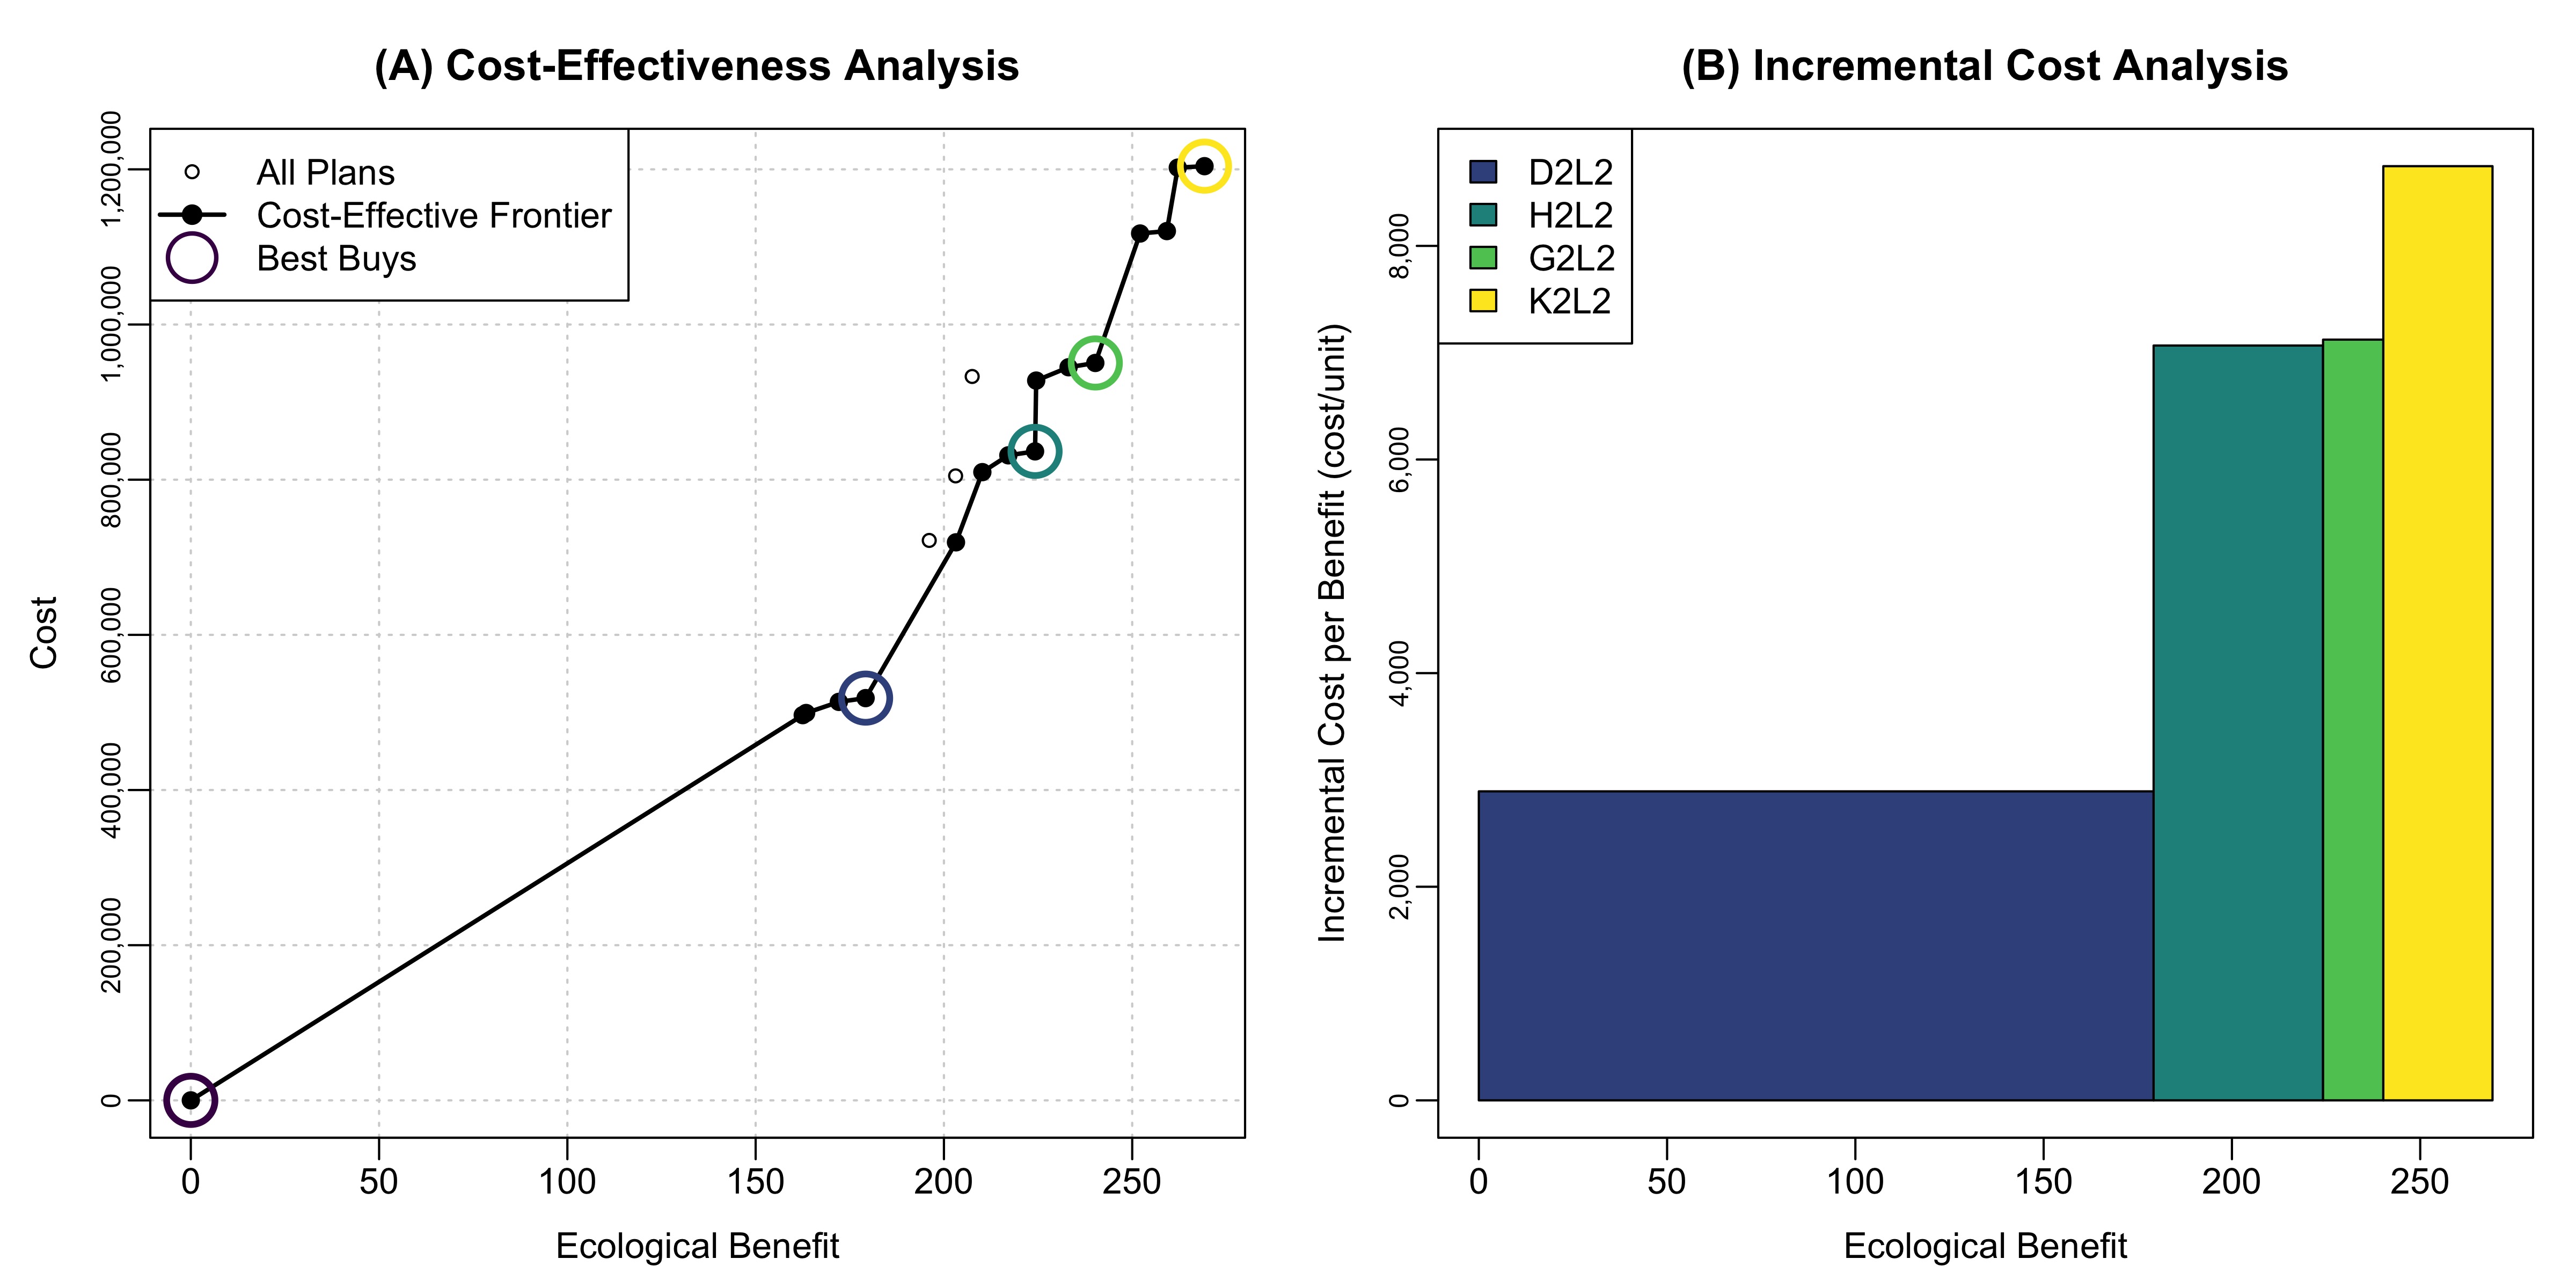 (A) Cost-Effectiveness Analysis
All Plans
Cost-Effective Frontier
Best Buys
Cost
0
200,000
400,000
600,000
800,000
1,000,000
1,200,000
0 50 100 150 200 250
Ecological Benefit
(B) Incremental Cost Analysis
D2L2
H2L2
G2L2
K2L2
Incremental Cost per Benefit (cost/unit)
0
2,000
4,000
6,000
8,000
0 50 100 150 200 250
Ecological Benefit